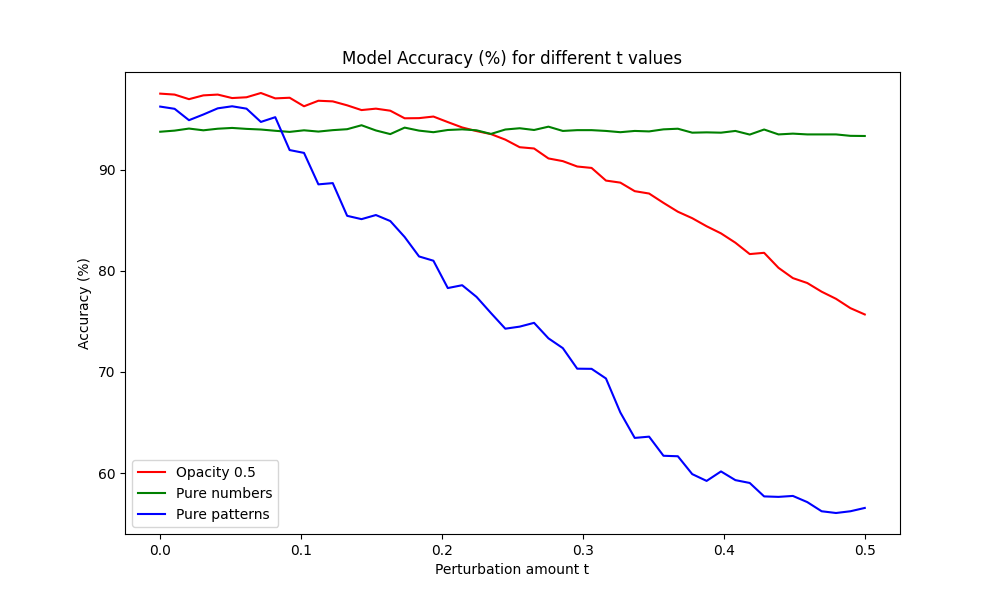 Model Accuracy (%) for different t values
Accuracy (%)
90
80
70
60
Opacity 0.5
Pure numbers
Pure patterns
0.0 0.1 0.2 0.3 0.4 0.5
Perturbation amount t